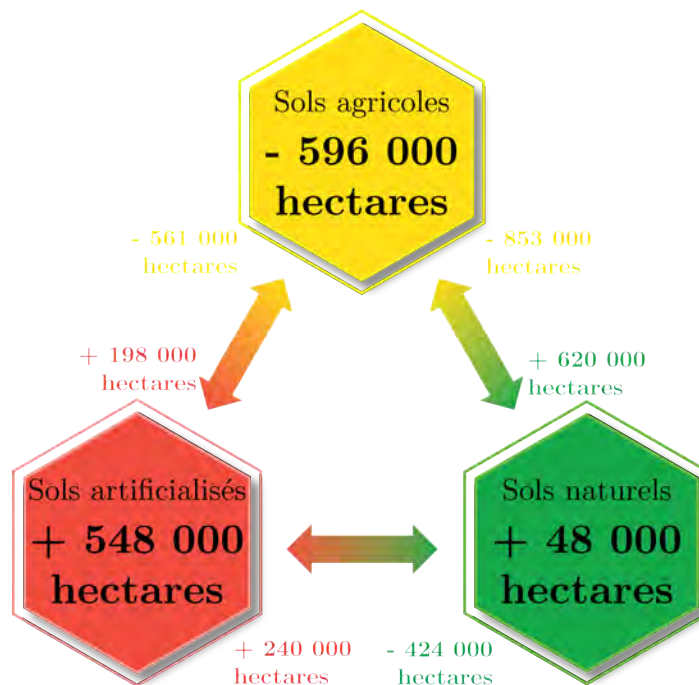 Sols agricoles
- 596 000
hectares
- 561 000
hectares
- 853 000
hectares
+ 198 000
hectares
+ 620 000
hectares
Sols artificialisés
+ 548 000
hectares
Sols naturels
+ 48 000
hectares
+ 240 000
hectares
- 424 000
hectares